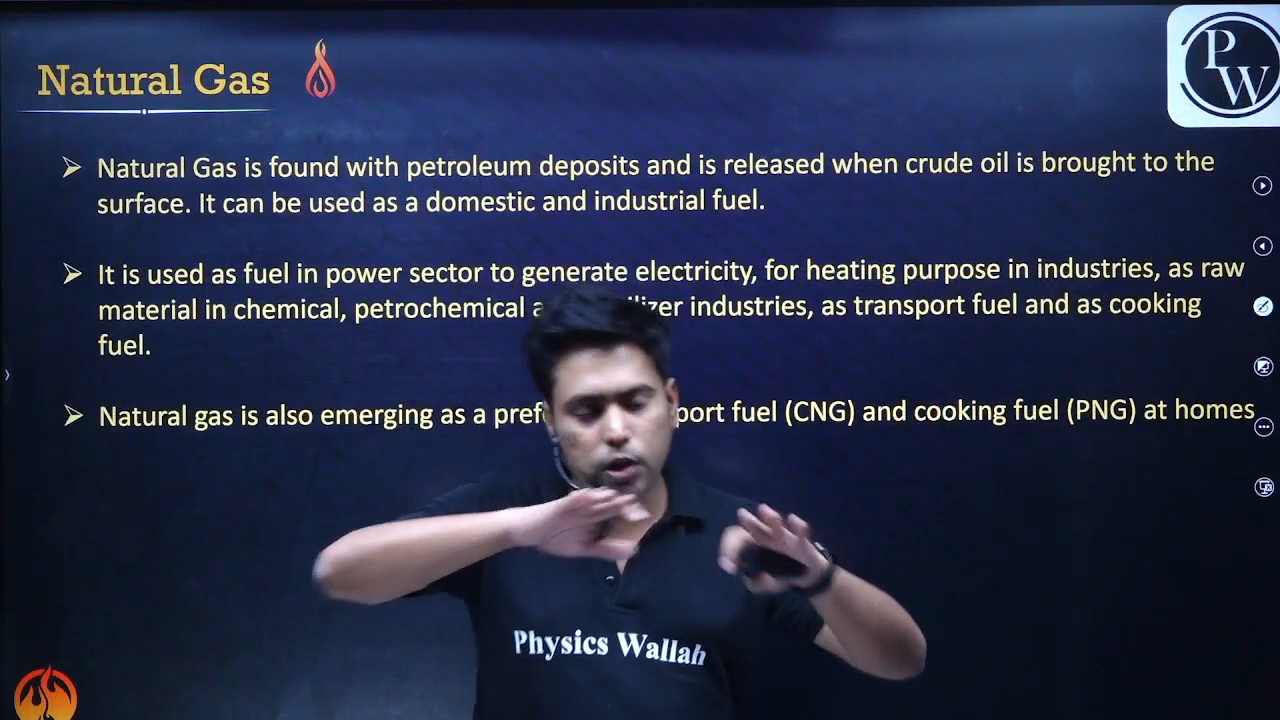 Natural Gas
PW
Natural Gas is found with petroleum deposits and is released when crude oil is brought to the
surface. It can be used as a domestic and industrial fuel.
It is used as fuel in power sector to generate electricity, for heating purpose in industries, as raw
material in chemical, petrochemical industries, as transport fuel and as cooking
fuel.
Natural gas is also emerging as a fuel (CNG) and cooking fuel (PNG) at homes
Physics Wallah